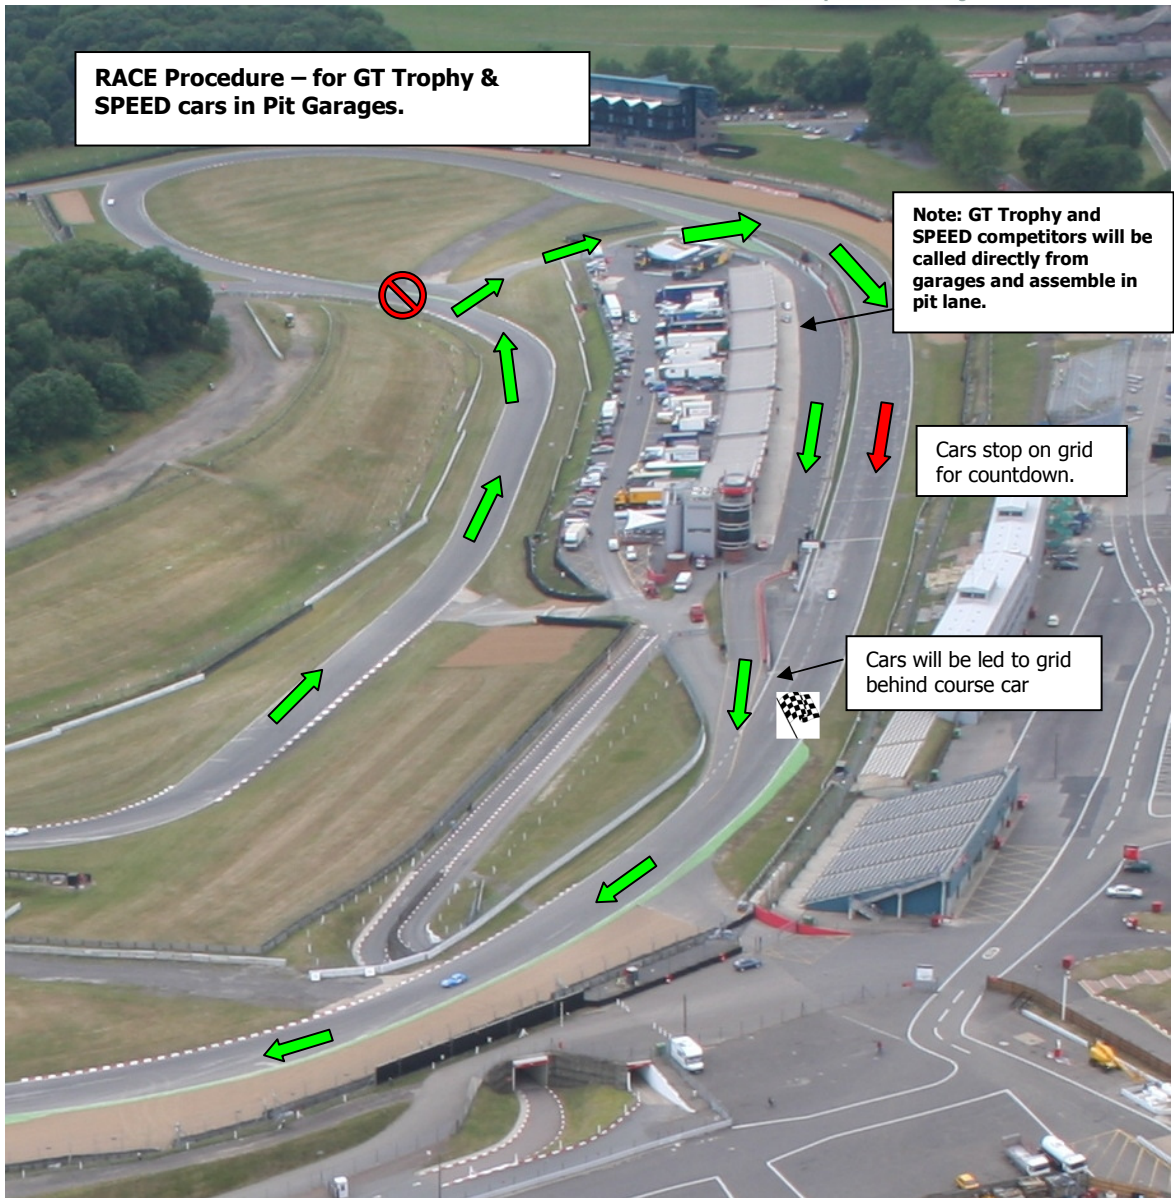 RACE Procedure – for GT Trophy &
SPEED cars in Pit Garages.
Note: GT Trophy and
SPEED competitors will be
called directly from
garages and assemble in
pit lane.
Cars stop on grid
for countdown.
Cars will be led to grid
behind course car